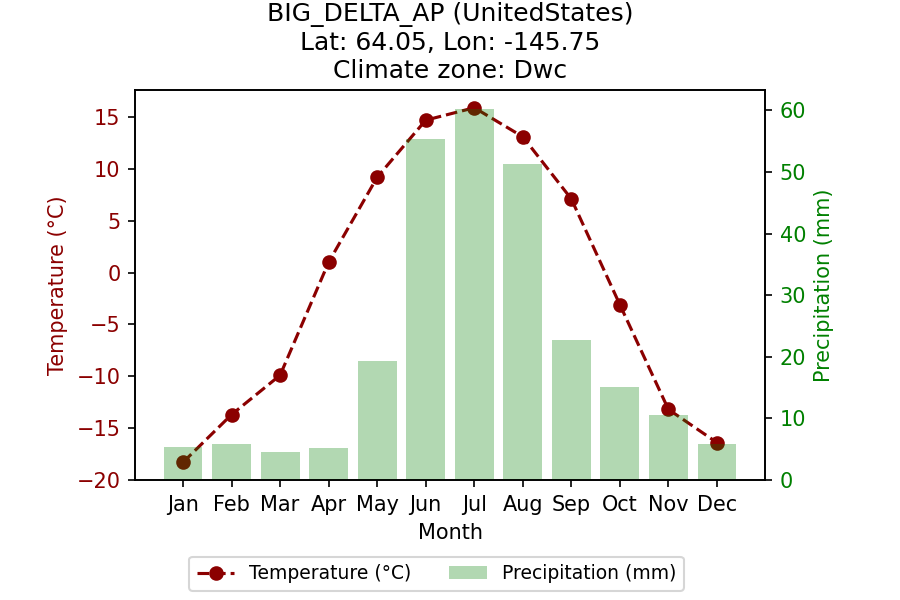 BIG_DELTA_AP (UnitedStates)
Lat: 64.05, Lon: -145.75
Climate zone: Dwc
15
10
5
0
−5
−10
−15
−20
Temperature (°C)
60
50
40
30
20
10
0
Precipitation (mm)
Jan Feb Mar Apr May Jun Jul Aug Sep Oct Nov Dec
Month
Temperature (°C) Precipitation (mm)